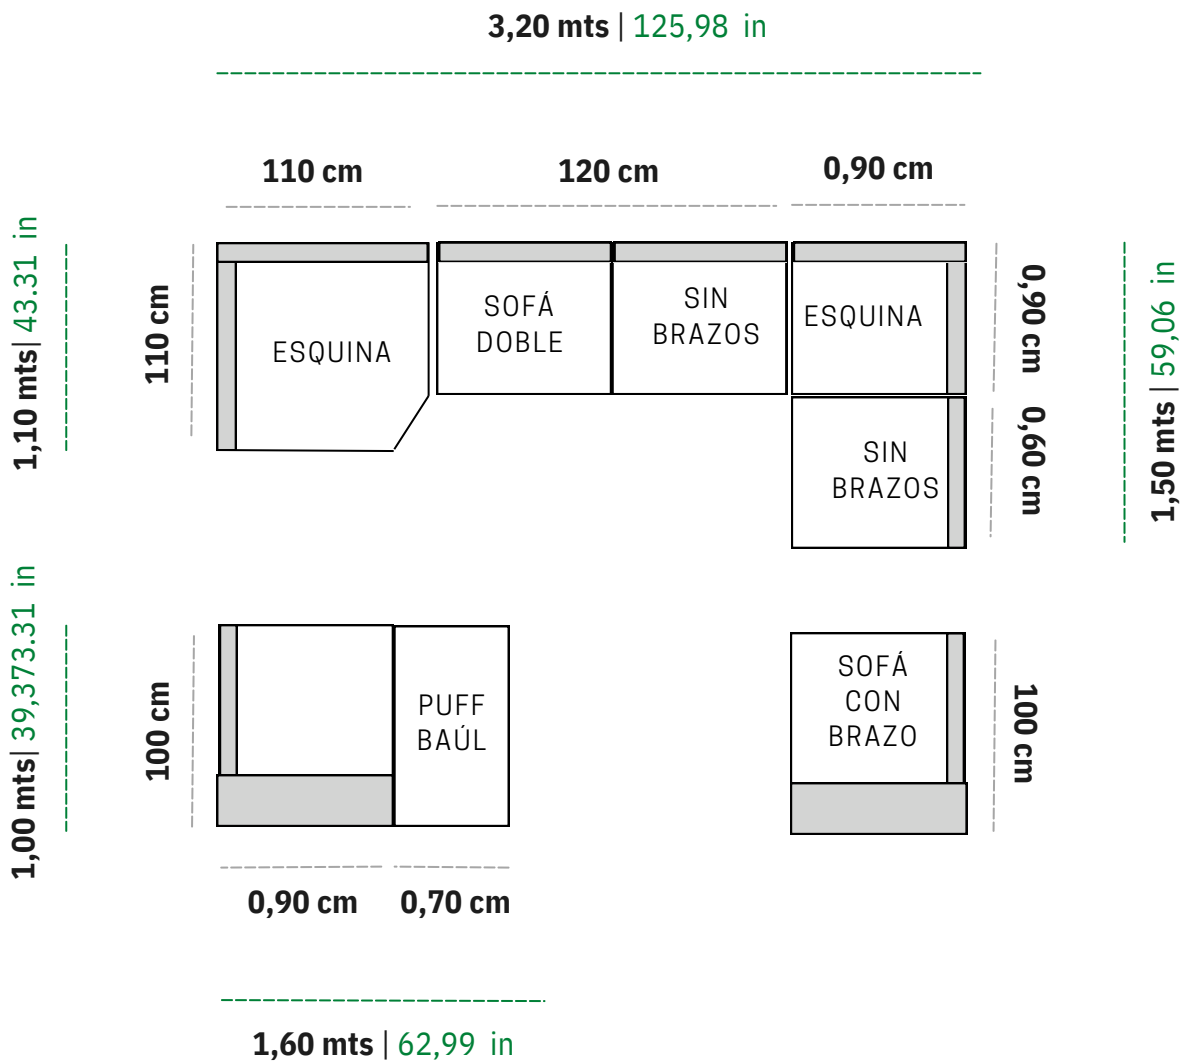 3,20 mts | 125,98 in
110 cm
120 cm
0,90 cm
1,10 mts| 43.31 in
110 cm
ESQUINA
SOFÁ
DOBLE
SIN
BRAZOS
ESQUINA
0,90 cm
1,50 mts | 59,06 in
SIN
BRAZOS
0,60 cm
1,00 mts| 39,373.31 in
100 cm
PUFF
BAÚL
SOFÁ
CON
BRAZO
100 cm
0,90 cm
0,70 cm
1,60 mts | 62,99 in